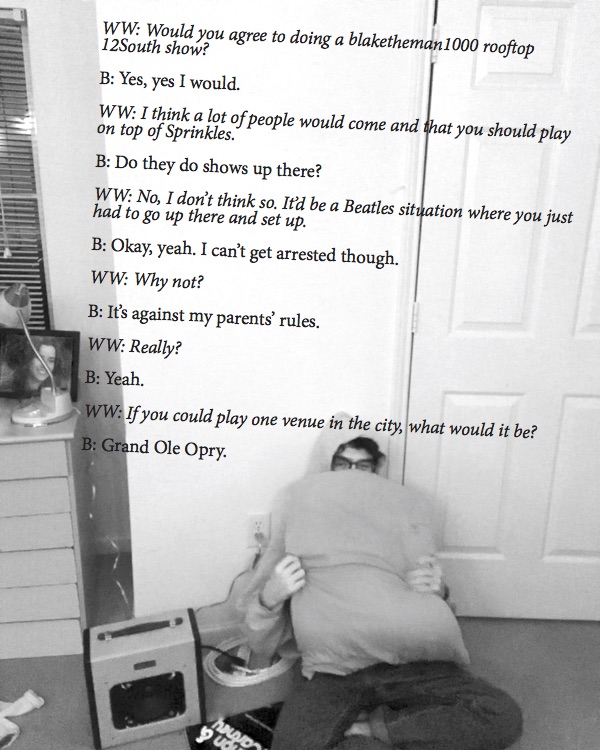 WW: Would you agree to doing a blaketheman1000 rooftop
12South show?
B: Yes, yes I would.
WW: I think a lot of people would come and that you should play
on top of Sprinkles.
B: Do they do shows up there?
WW: No, I don't think so. It'd be a Beatles situation where you just
had to go up there and set up.
B: Okay, yeah. I can't get arrested though.
WW: Why not?
B: It's against my parents' rules.
WW: Really?
B: Yeah.
WW: If you could play one venue in the city, what would it be?
B: Grand Ole Opry.